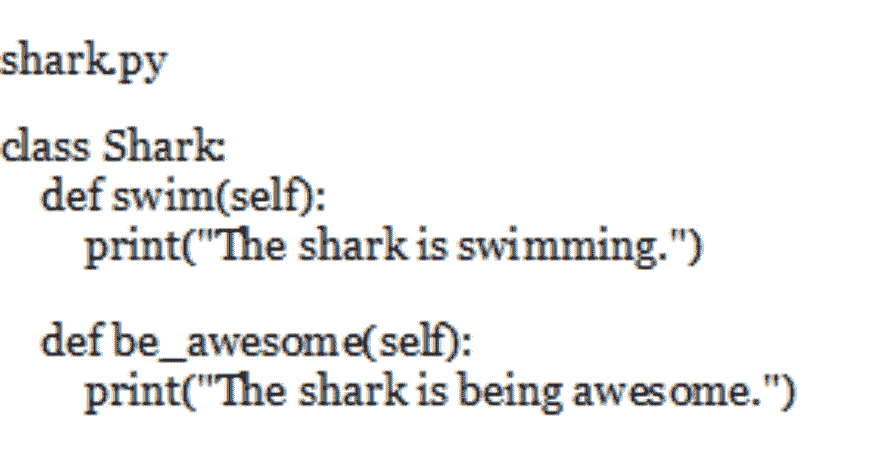 shark.py
class Shark:
    def swim(self):
        print("The shark is swimming.")
    def be_awesome(self):
        print("The shark is being awesome.")